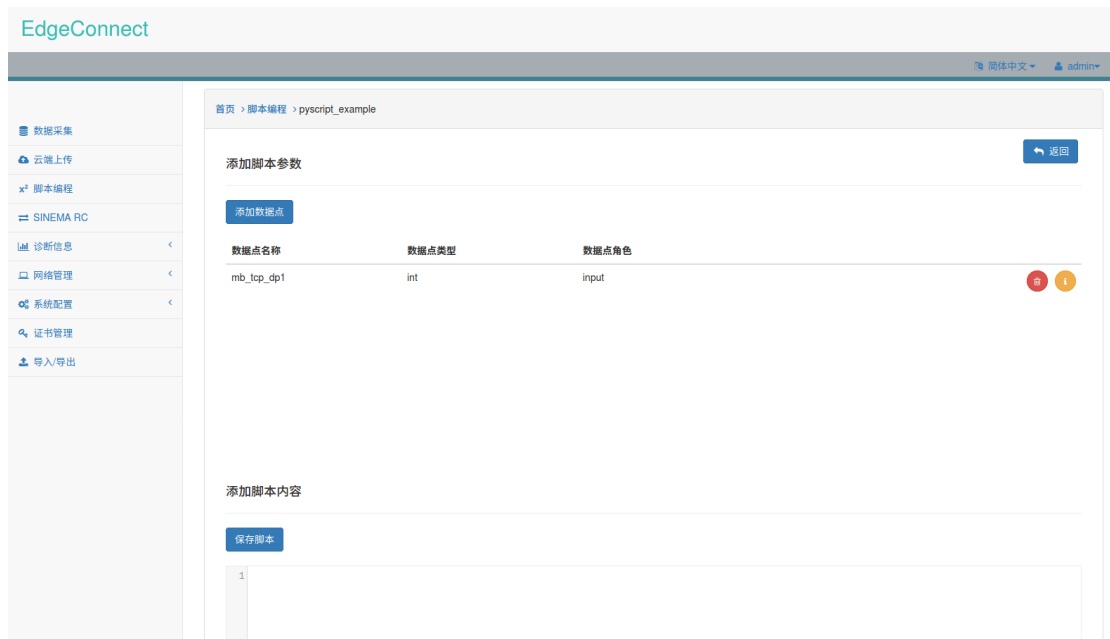 EdgeConnect
简体中文 admin
首页 > 脚本编程 > pyscript_example
数据采集
云端上传
x² 脚本编程
SINEMA RC
诊断信息
网络管理
系统配置
证书管理
导入/导出
返回
添加脚本参数
添加数据点
数据点名称 数据点类型 数据点角色
mb_tcp_dp1 int input
添加脚本内容
保存脚本
1